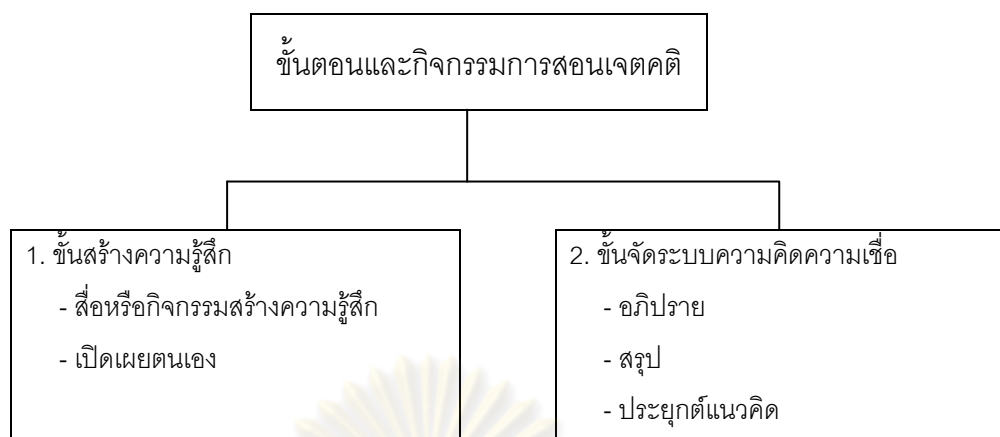 ขั้นตอนและกิจกรรมการสอนเจตคติ
1. ขั้นสร้างความรู้สึก
- สื่อหรือกิจกรรมสร้างความรู้สึก
- เปิดเผยตนเอง
2. ขั้นจัดระบบความคิดความเชื่อ
- อภิปราย
- สรุป
- ประยุกต์แนวคิด